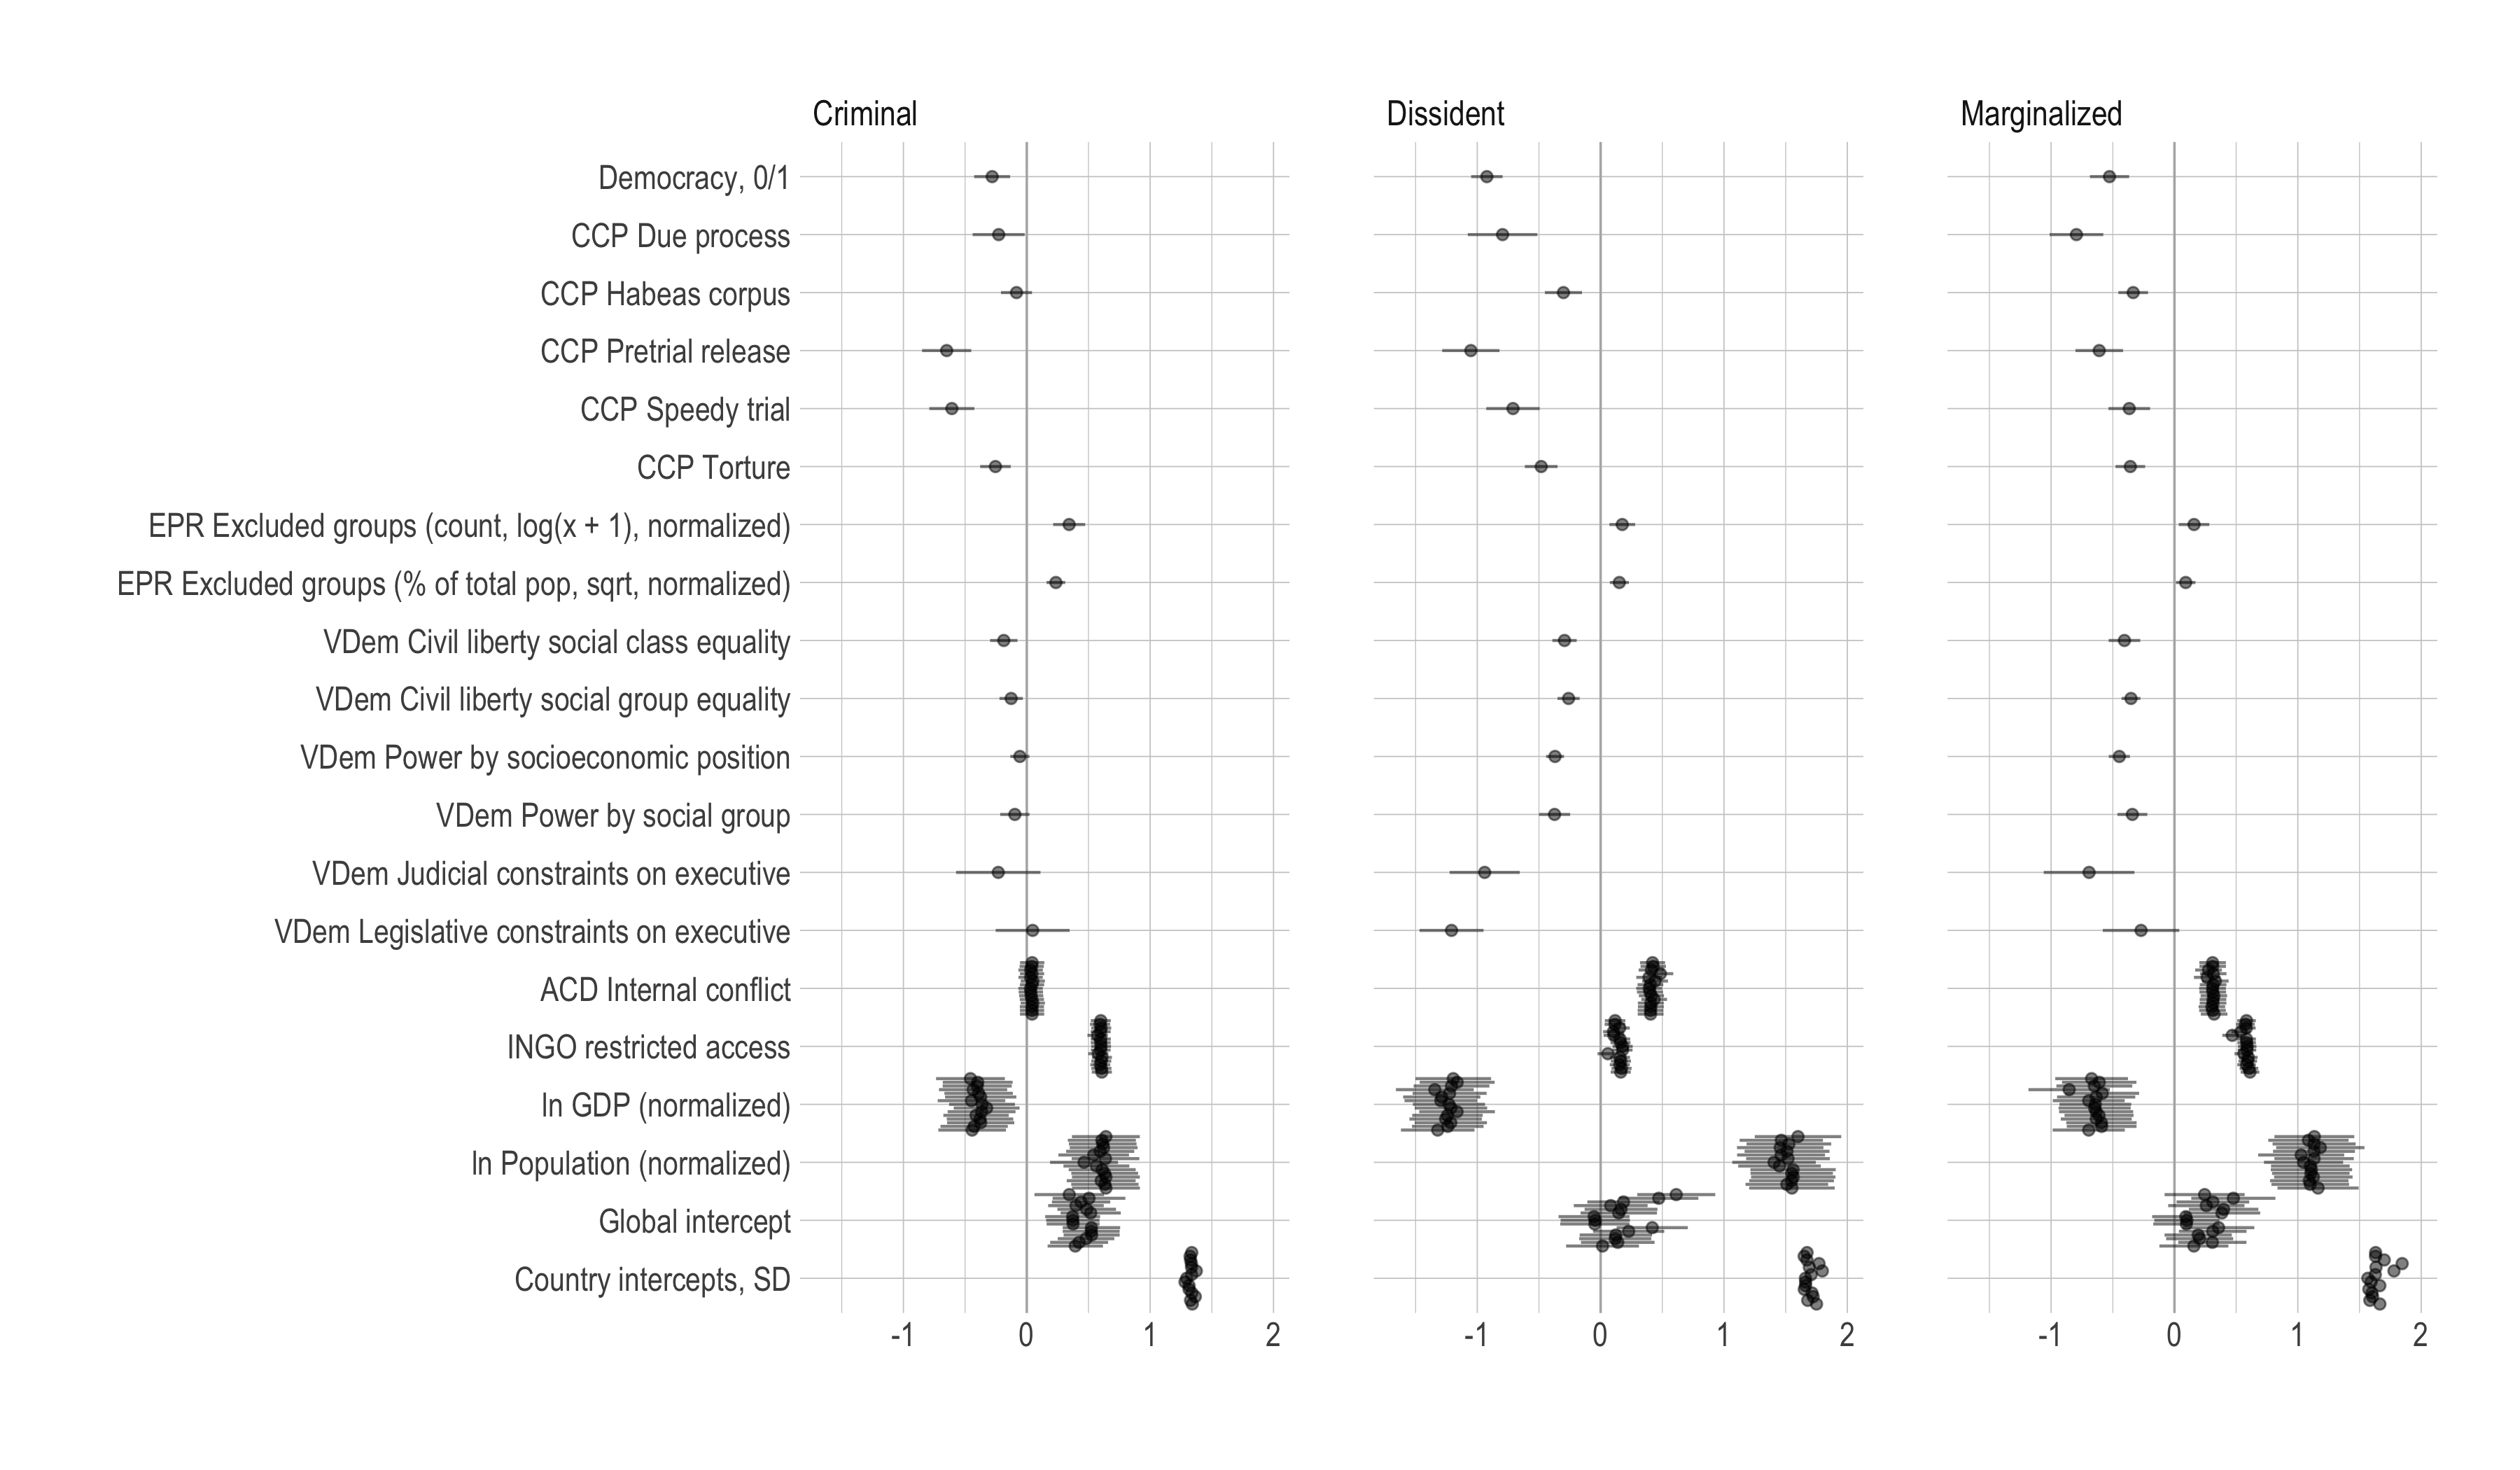 Criminal
Dissident
Marginalized
Democracy, 0/1
CCP Due process
CCP Habeas corpus
CCP Pretrial release
CCP Speedy trial
CCP Torture
EPR Excluded groups (count, log(x + 1), normalized)
EPR Excluded groups (% of total pop, sqrt, normalized)
VDem Civil liberty social class equality
VDem Civil liberty social group equality
VDem Power by socioeconomic position
VDem Power by social group
VDem Judicial constraints on executive
VDem Legislative constraints on executive
ACD Internal conflict
INGO restricted access
ln GDP (normalized)
ln Population (normalized)
Global intercept
Country intercepts, SD
-1 0 1 2
-1 0 1 2
-1 0 1 2